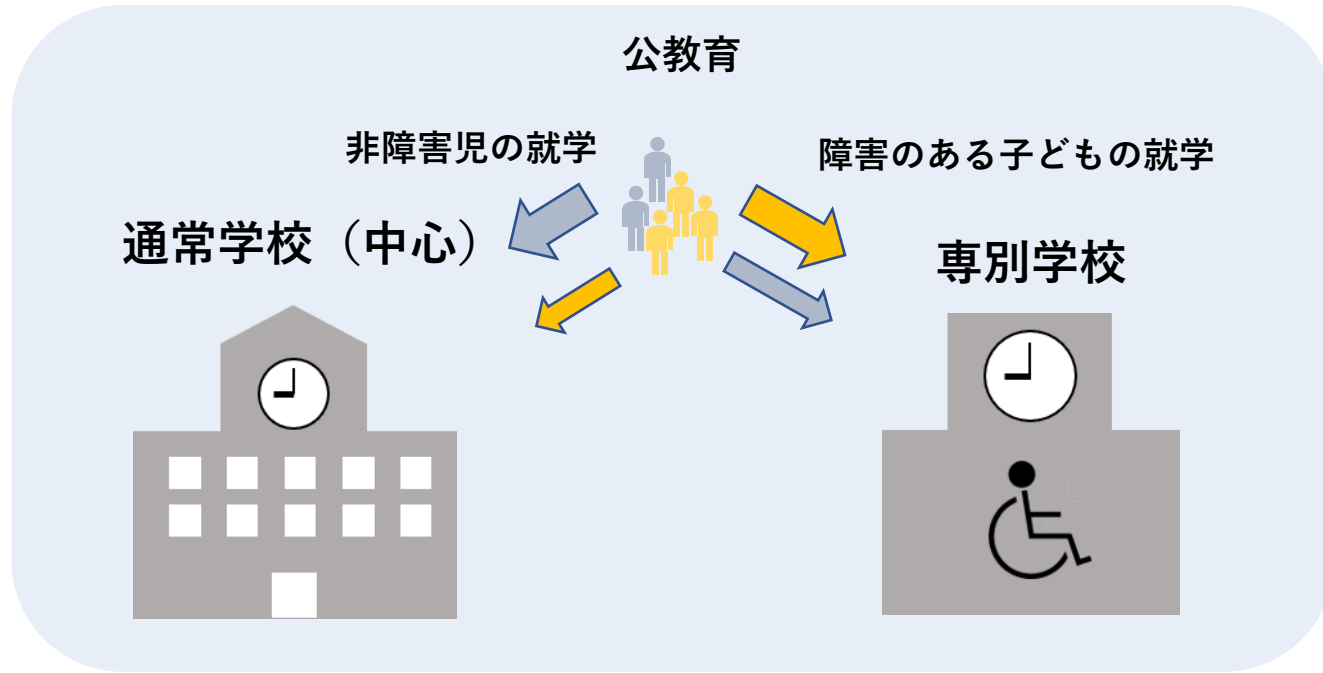 公教育
非障害児の就学
障害のある子どもの就学
通常学校（中心）
専別学校